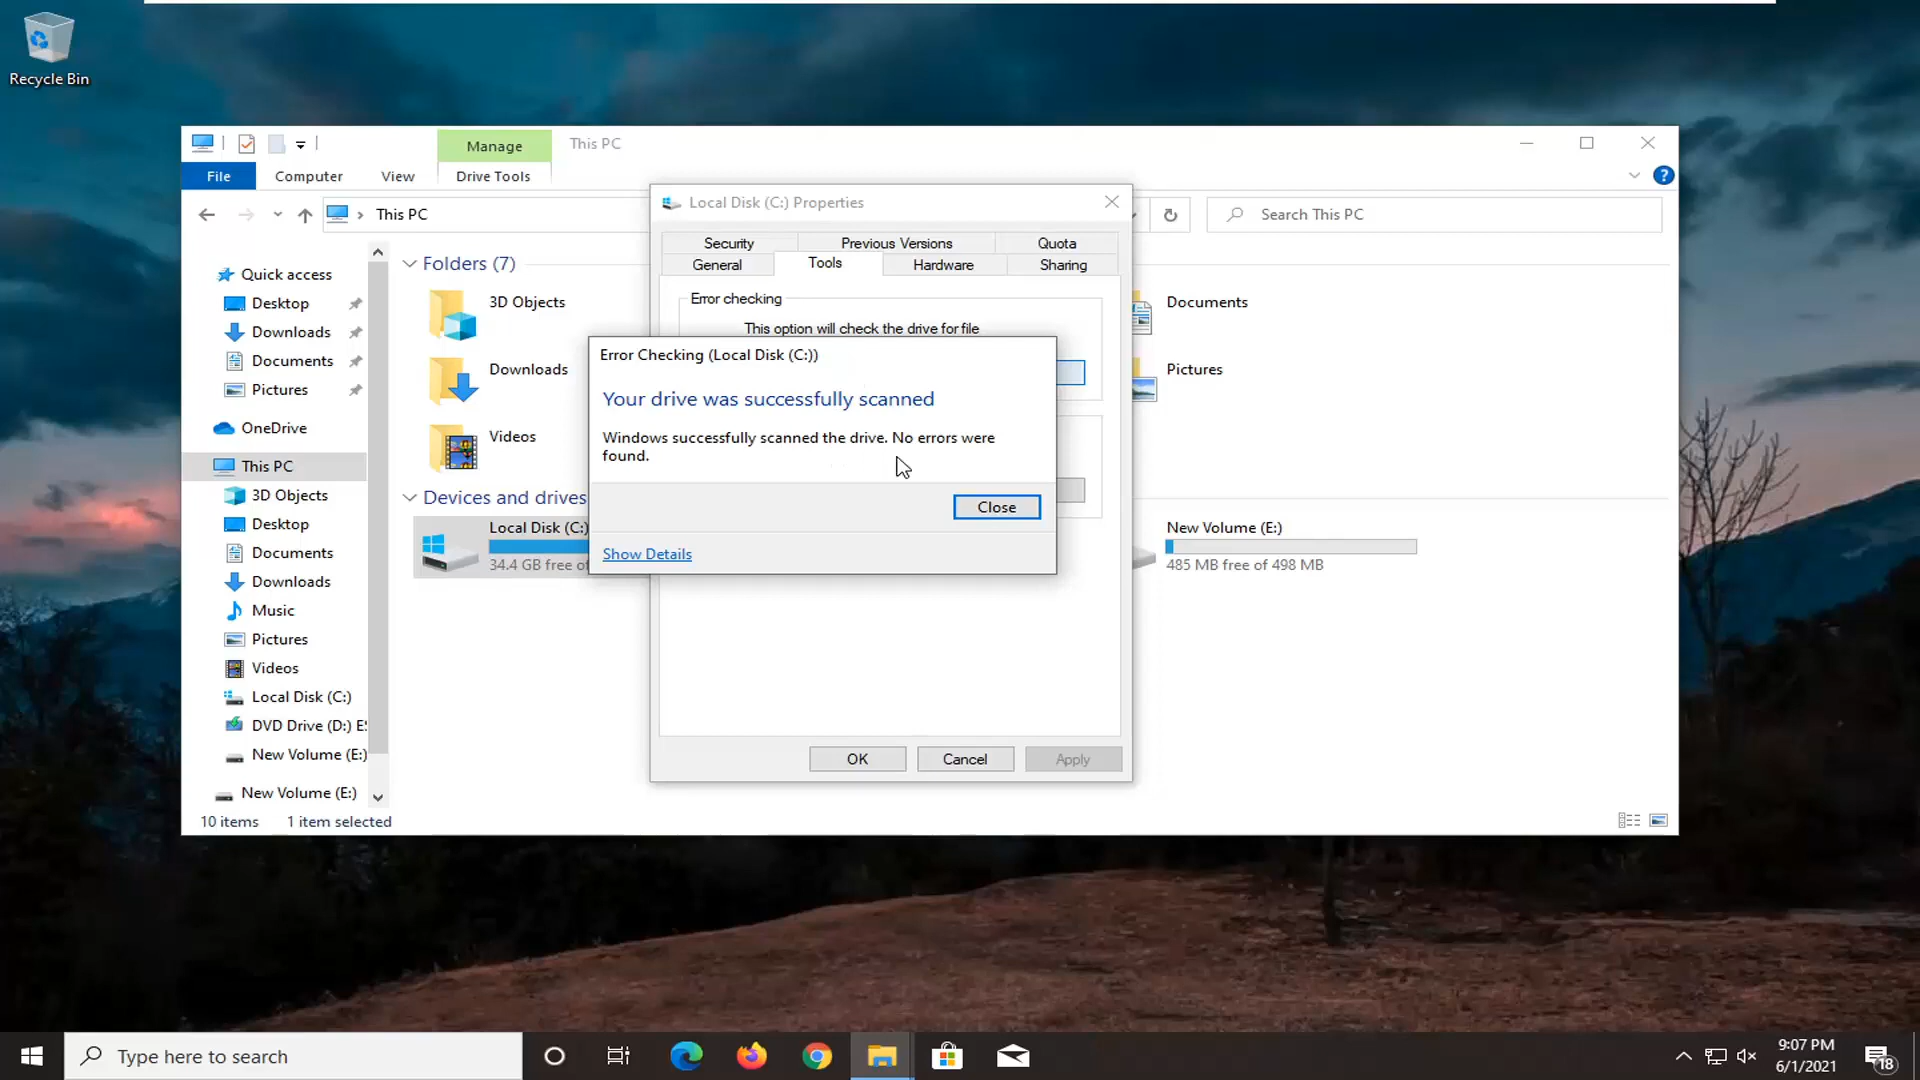 Recycle Bin
Manage
This PC
File
Computer
View
Drive Tools
This PC
Search This PC
Quick access
Desktop
Downloads
Documents
Pictures
OneDrive
This PC
3D Objects
Desktop
Documents
Downloads
Music
Pictures
Videos
Local Disk (C:)
DVD Drive (D:) E
New Volume (E:)
New Volume (E:)
10 items
1 item selected
Folders (7)
3D Objects
Downloads
Videos
Documents
Pictures
Devices and drives
Local Disk (C:)
34.4 GB free of
New Volume (E:)
485 MB free of 498 MB
Local Disk (C:) Properties
Security
Previous Versions
Quota
General
Tools
Hardware
Sharing
Error checking
This option will check the drive for file
Error Checking (Local Disk (C:))
Your drive was successfully scanned
Windows successfully scanned the drive. No errors were
found.
Close
Show Details
OK
Cancel
Apply
Type here to search
9:07 PM
6/1/2021
18